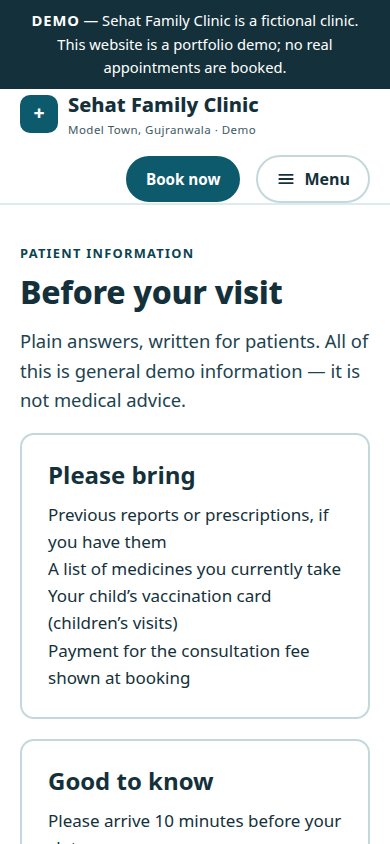 DEMO — Sehat Family Clinic is a fictional clinic.
This website is a portfolio demo; no real
appointments are booked.
+
Sehat Family Clinic
Model Town, Gujranwala · Demo
Book now
Menu
PATIENT INFORMATION
Before your visit
Plain answers, written for patients. All of
this is general demo information — it is
not medical advice.
Please bring
Previous reports or prescriptions, if
you have them
A list of medicines you currently take
Your child’s vaccination card
(children’s visits)
Payment for the consultation fee
shown at booking
Good to know
Please arrive 10 minutes before your